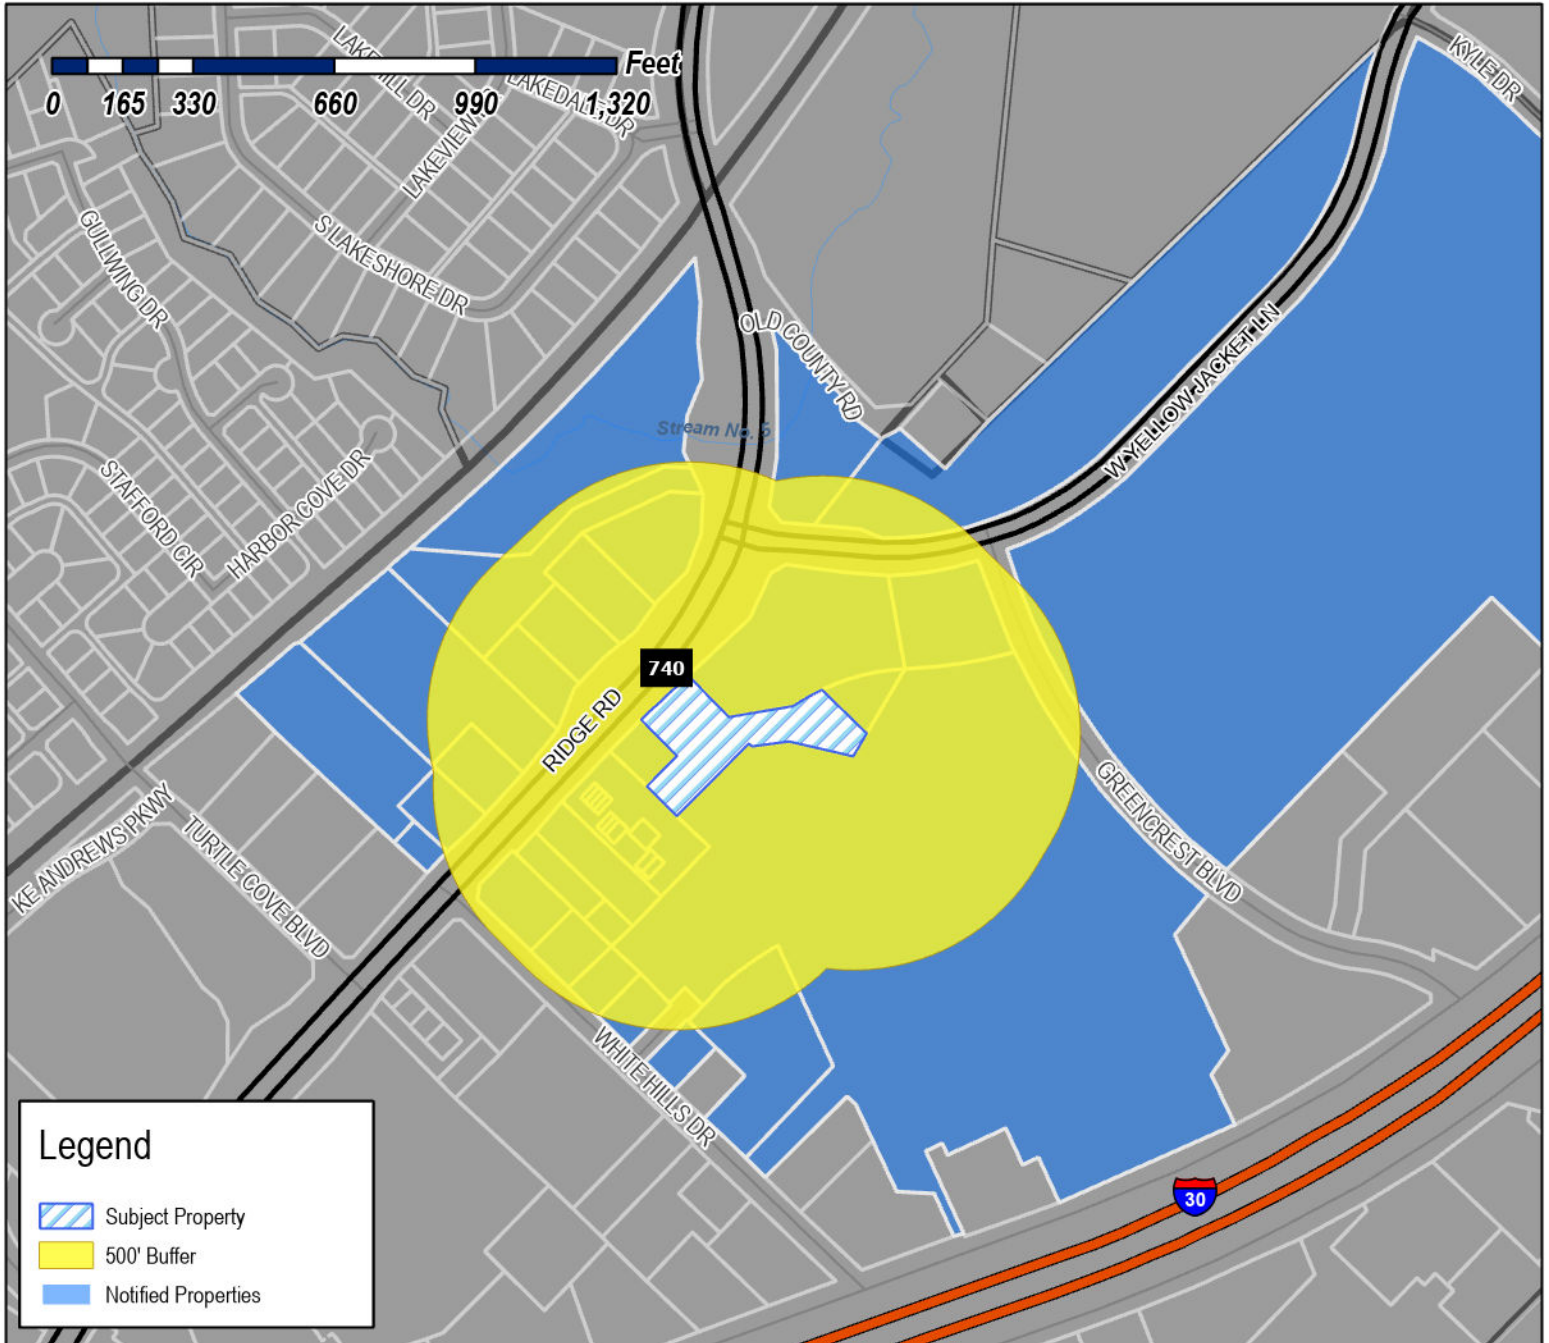 Feet
0 165 330 660 990 1,320
LAKEHILL DR
LAKEDALE DR
LAKEVIEW
KYLE DR
GULLWING DR
S LAKESHORE DR
OLD COUNTY RD
W YELLOW JACKET LN
Stream No. 5
STAFFORD CIR
HARBOR COVE DR
740
RIDGE RD
KE ANDREWS PKWY
TURTLE COVE BLVD
GREENCREST BLVD
WHITE HILLS DR
30
Legend
Subject Property
500' Buffer
Notified Properties